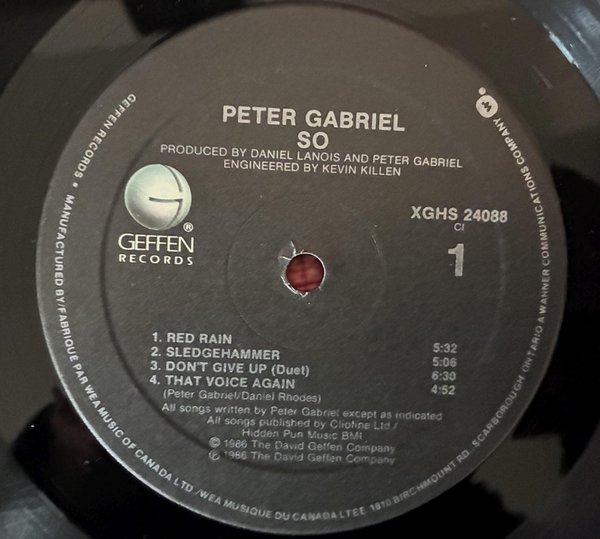 PETER GABRIEL
SO
PRODUCED BY DANIEL LANOIS AND PETER GABRIEL
ENGINEERED BY KEVIN KILLEN
G
®
GEFFEN
RECORDS
XGHS 24088
CI
1
1. RED RAIN 5:32
2. SLEDGEHAMMER 5:06
3. DON'T GIVE UP (Duet) 6:30
4. THAT VOICE AGAIN 4:52
(Peter Gabriel/Daniel Rhodes)
All songs written by Peter Gabriel except as indicated
All songs published by Cliofine Ltd /
Hidden Pun Music BMI
© 1986 The David Geffen Company
℗ 1986 The David Geffen Company
GEFFEN RECORDS • MANUFACTURED BY/FABRIQUE PAR WEA MUSIC OF CANADA LTD /WEA MUSIQUE DU CANADA LTEE 1810 BIRCHMOUNT RD. SCARBOROUGH ONTARIO A WARNER COMMUNICATIONS COMPANY